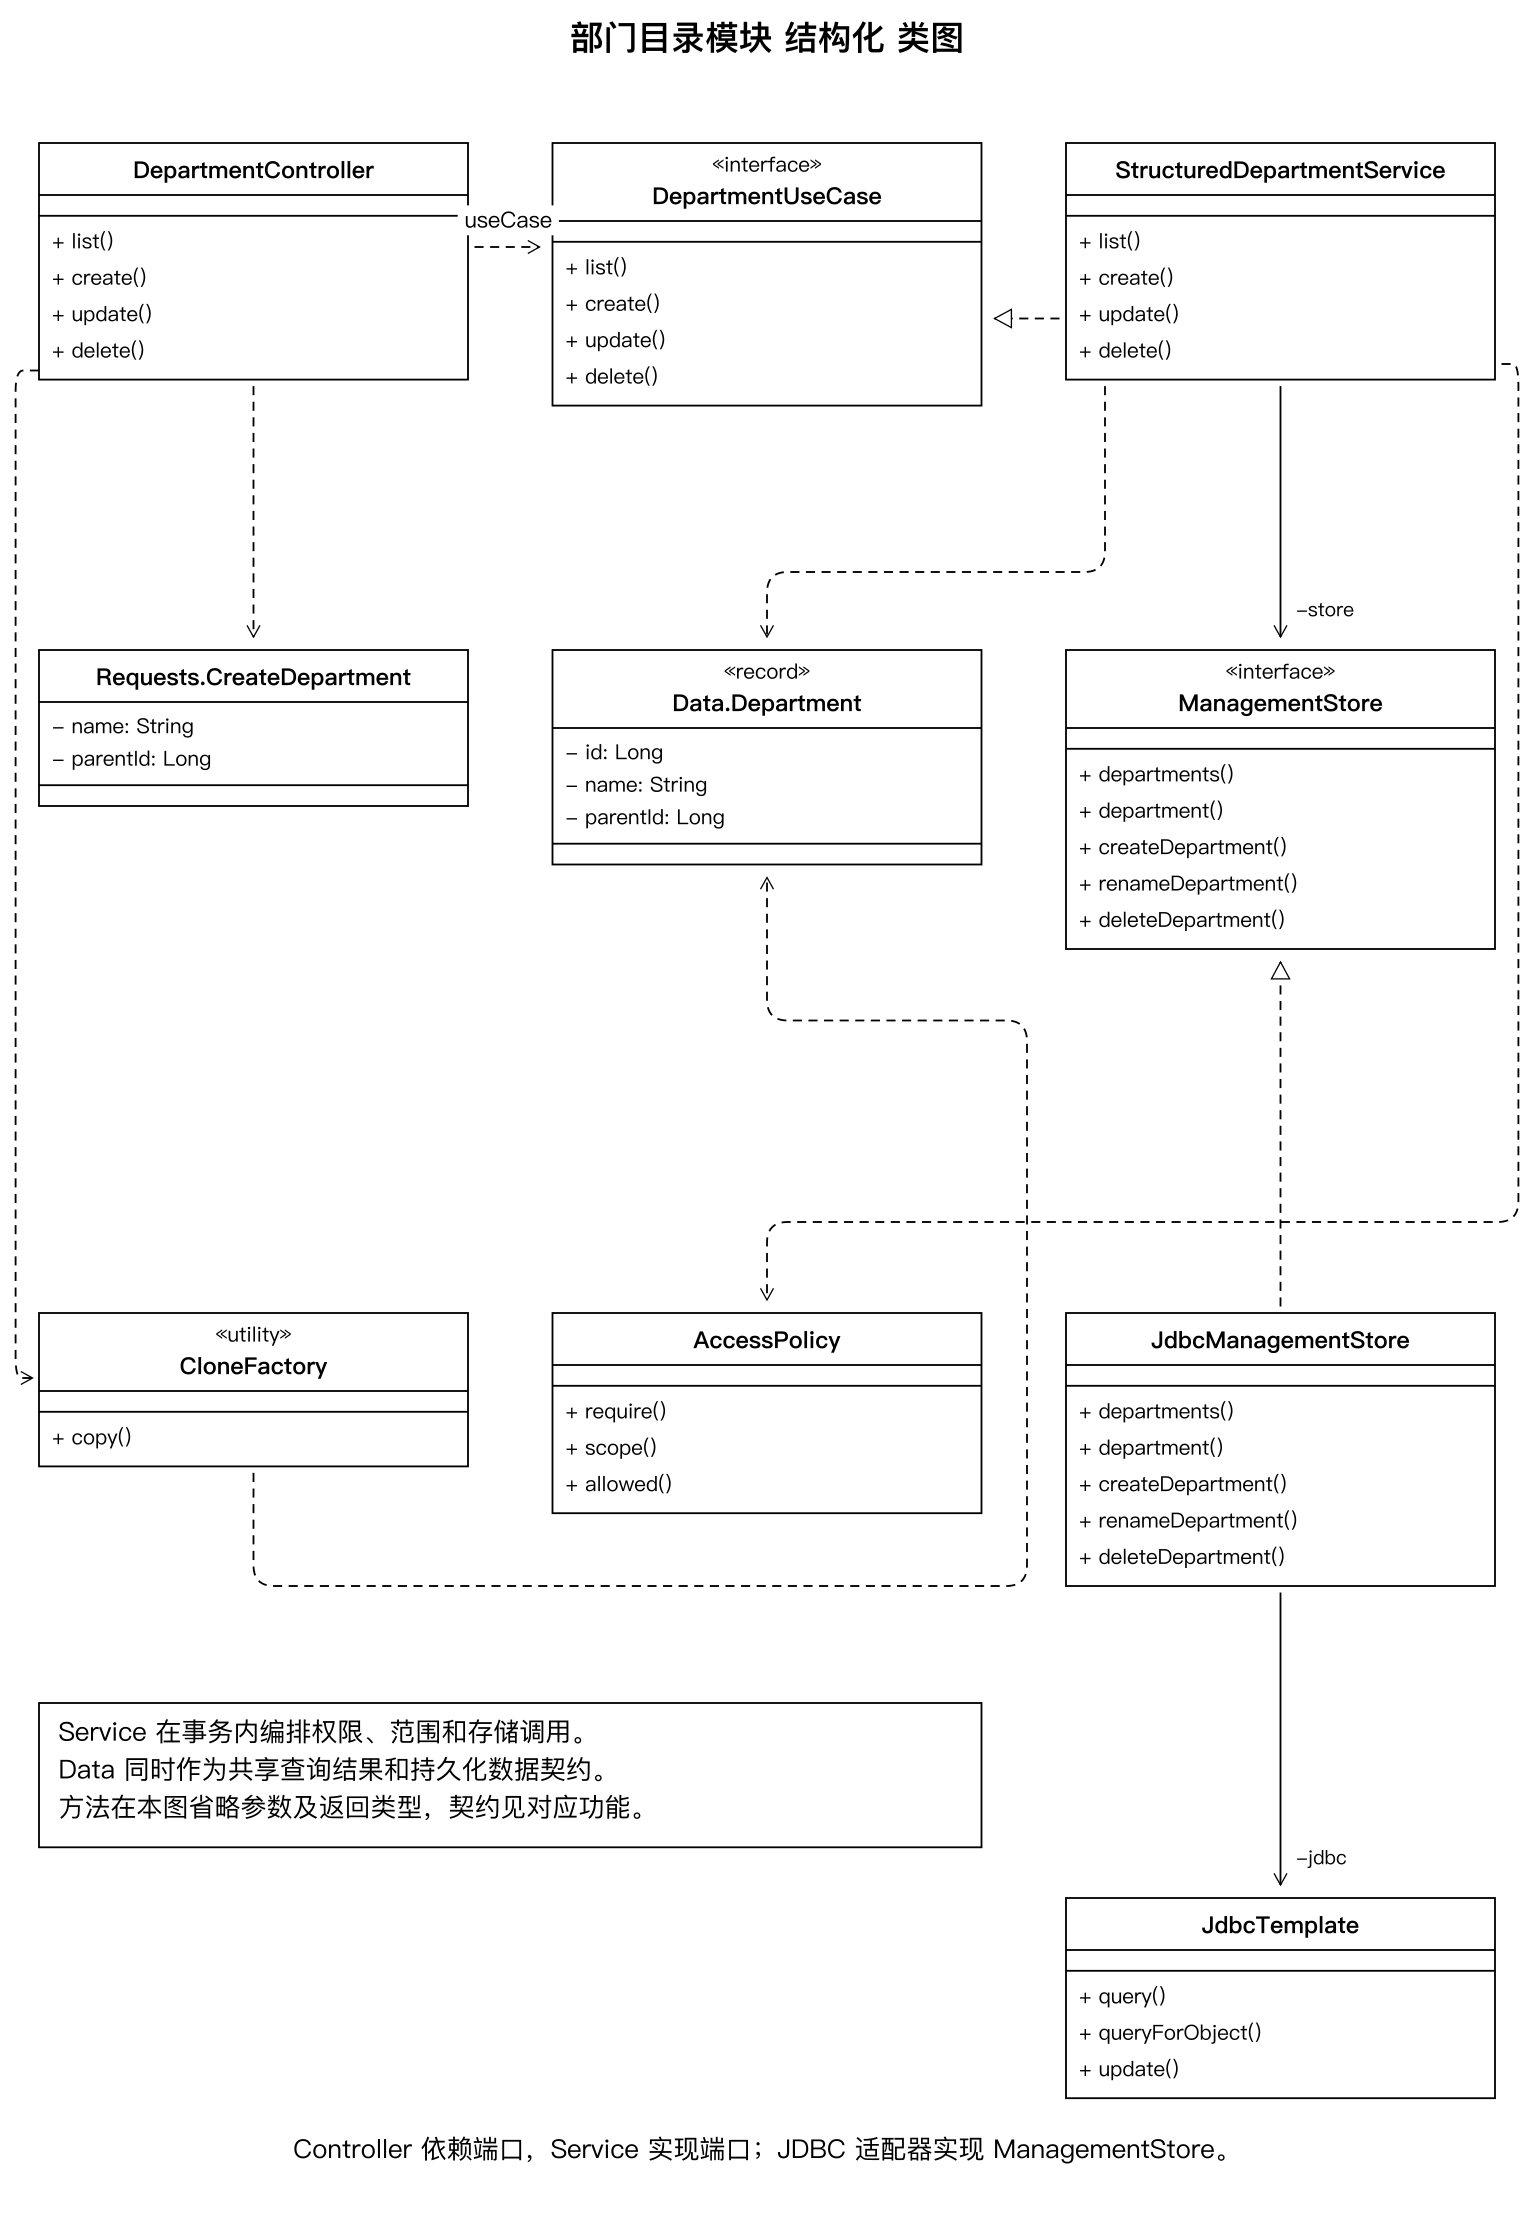 部门目录模块 结构化 类图
DepartmentController
+ list()
+ create()
+ update()
+ delete()
useCase
«interface»
DepartmentUseCase
+ list()
+ create()
+ update()
+ delete()
StructuredDepartmentService
+ list()
+ create()
+ update()
+ delete()
–store
Requests.CreateDepartment
– name: String
– parentId: Long
«record»
Data.Department
– id: Long
– name: String
– parentId: Long
«interface»
ManagementStore
+ departments()
+ department()
+ createDepartment()
+ renameDepartment()
+ deleteDepartment()
«utility»
CloneFactory
+ copy()
AccessPolicy
+ require()
+ scope()
+ allowed()
JdbcManagementStore
+ departments()
+ department()
+ createDepartment()
+ renameDepartment()
+ deleteDepartment()
Service 在事务内编排权限、范围和存储调用。
Data 同时作为共享查询结果和持久化数据契约。
方法在本图省略参数及返回类型，契约见对应功能。
–jdbc
JdbcTemplate
+ query()
+ queryForObject()
+ update()
Controller 依赖端口，Service 实现端口；JDBC 适配器实现 ManagementStore。